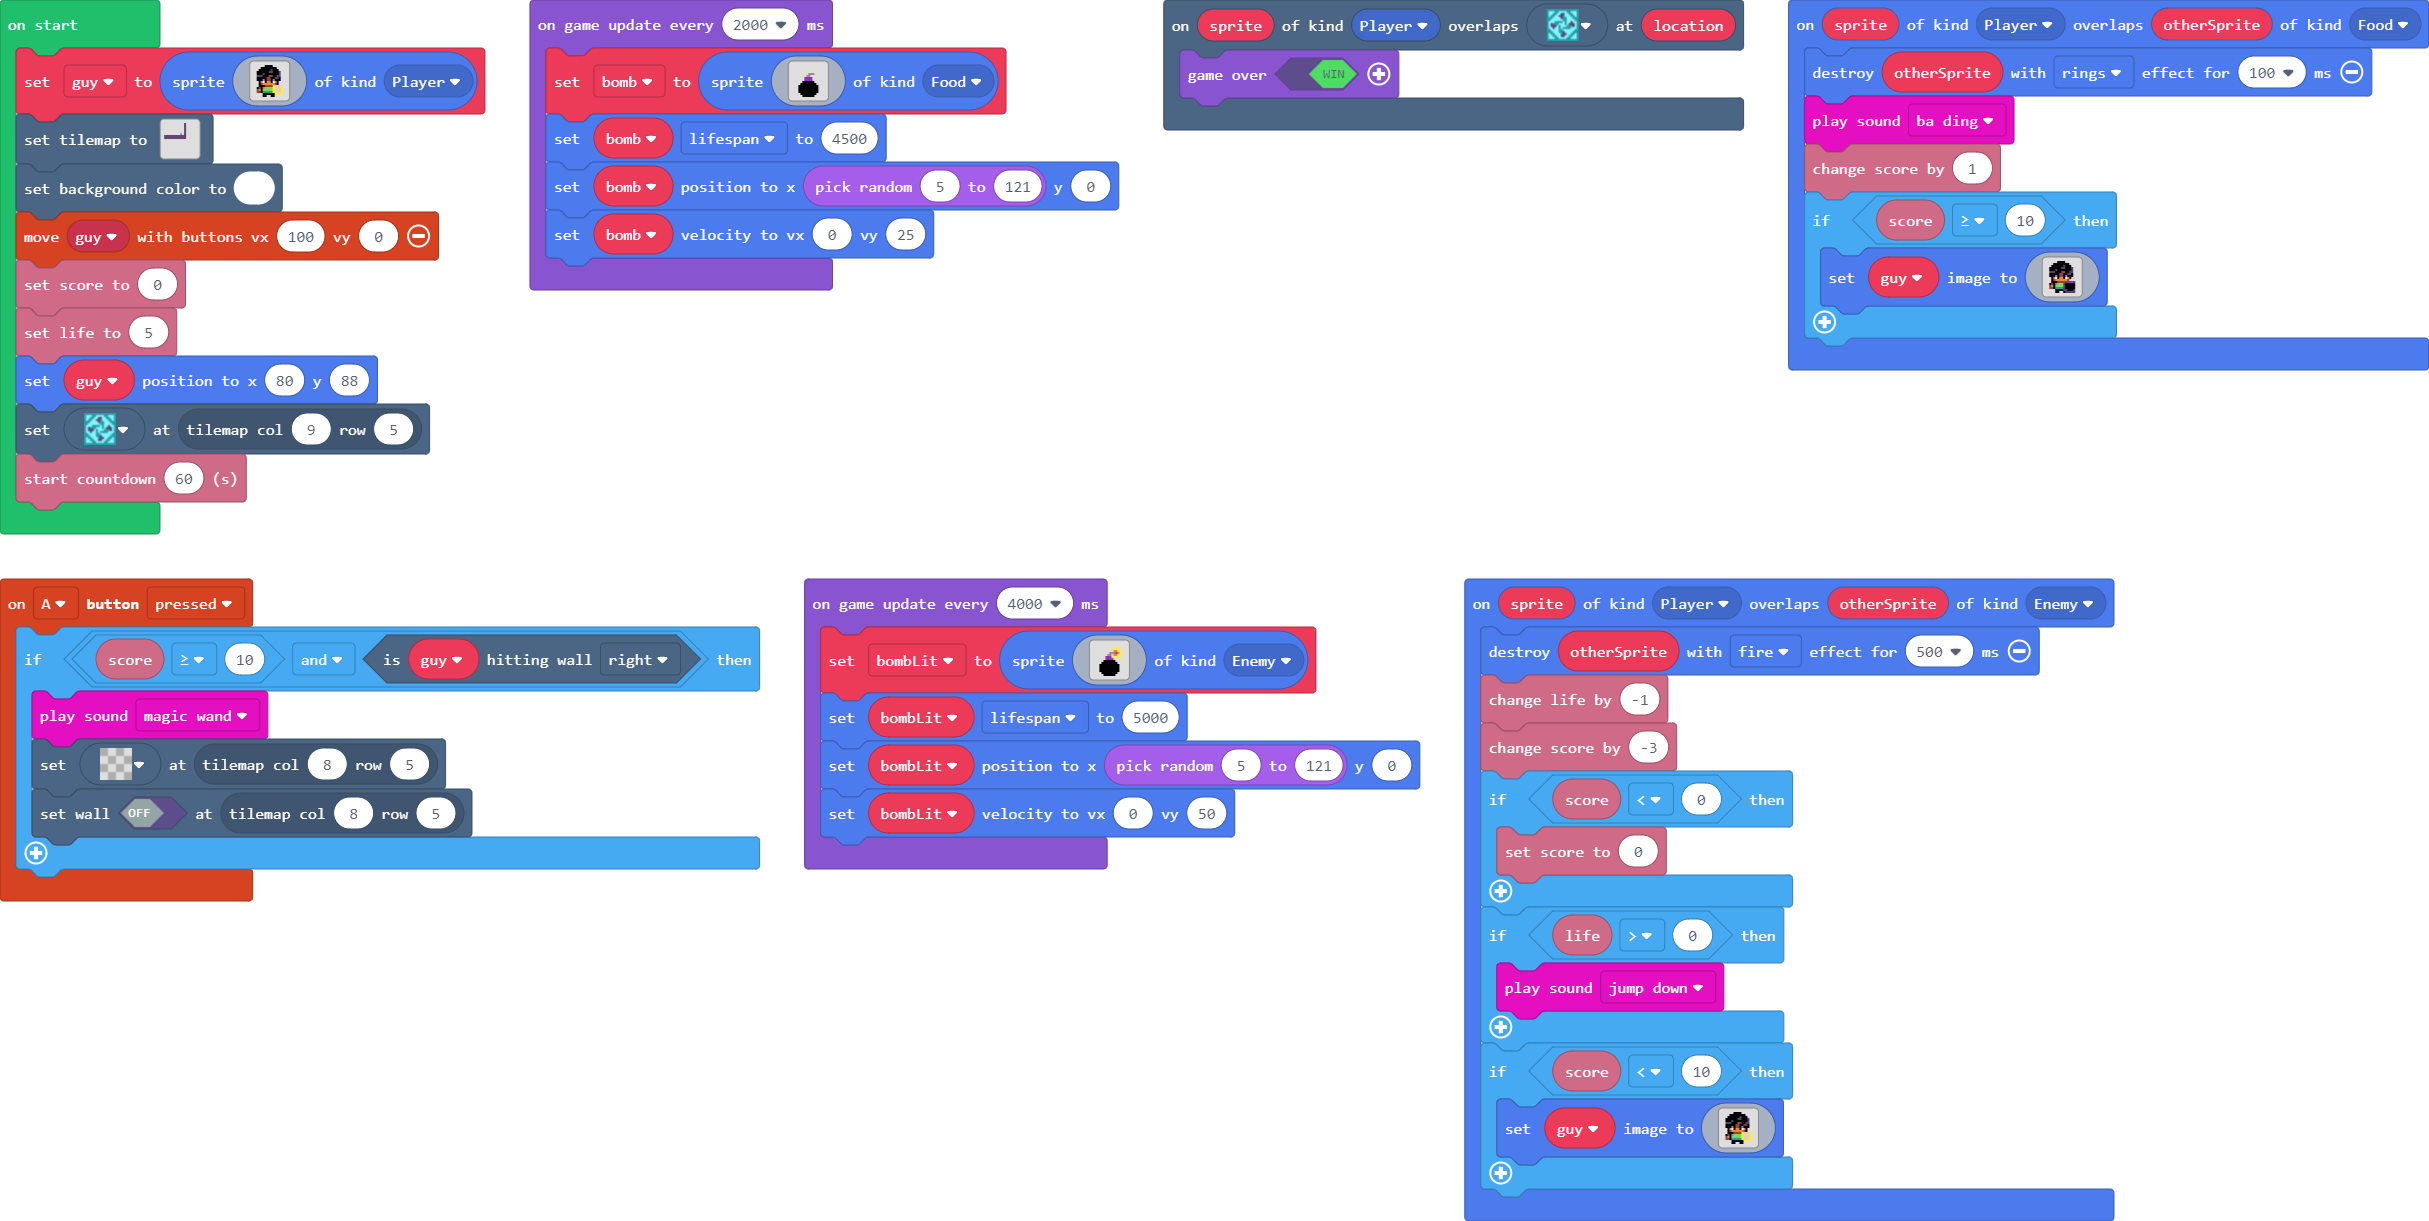 on start
set guy to sprite of kind Player
set tilemap to
set background color to
move guy with buttons vx 100 vy 0
set score to 0
set life to 5
set guy position to x 80 y 88
set at tilemap col 9 row 5
start countdown 60 (s)
on game update every 2000 ms
set bomb to sprite of kind Food
set bomb lifespan to 4500
set bomb position to x pick random 5 to 121 y 0
set bomb velocity to vx 0 vy 25
on sprite of kind Player overlaps at location
game over WIN
on sprite of kind Player overlaps otherSprite of kind Food
destroy otherSprite with rings effect for 100 ms
play sound ba ding
change score by 1
if score ≥ 10 then
set guy image to
on A button pressed
if score ≥ 10 and is guy hitting wall right then
play sound magic wand
set at tilemap col 8 row 5
set wall OFF at tilemap col 8 row 5
on game update every 4000 ms
set bombLit to sprite of kind Enemy
set bombLit lifespan to 5000
set bombLit position to x pick random 5 to 121 y 0
set bombLit velocity to vx 0 vy 50
on sprite of kind Player overlaps otherSprite of kind Enemy
destroy otherSprite with fire effect for 500 ms
change life by -1
change score by -3
if score < 0 then
set score to 0
if life > 0 then
play sound jump down
if score < 10 then
set guy image to